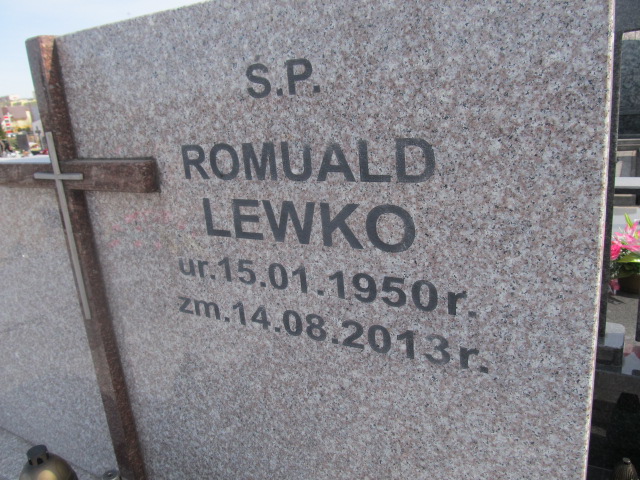 Ś.P.
ROMUALD
LEWKO
ur.15.01.1950r.
zm.14.08.2013r.